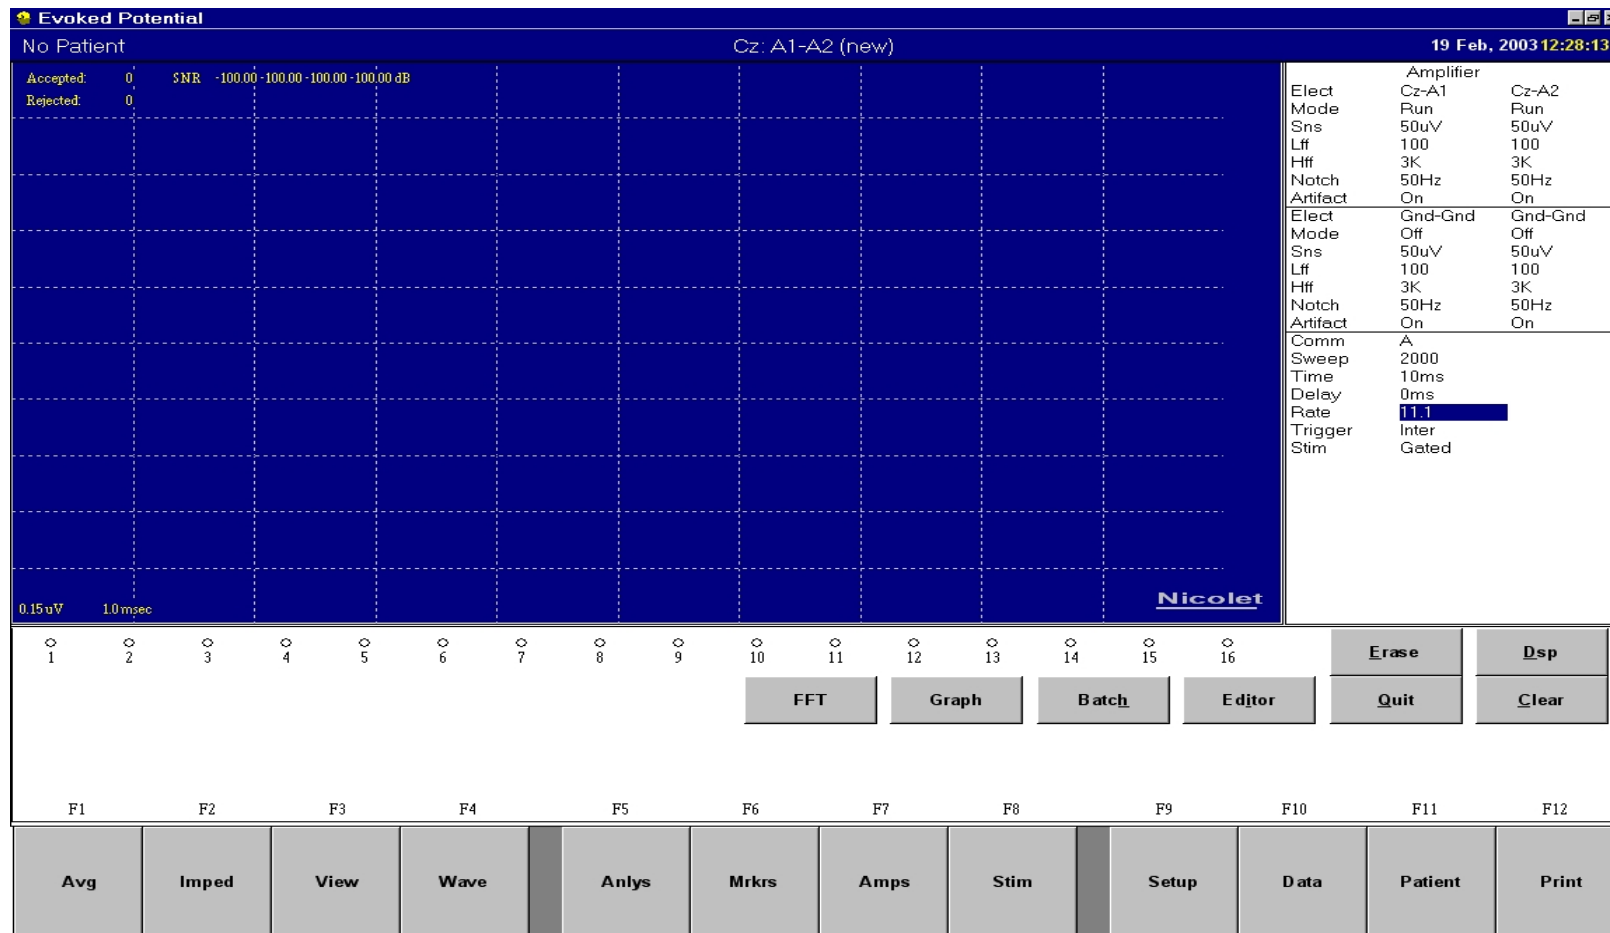 Evoked Potential
No Patient Cz: A1-A2 (new) 19 Feb, 2003 12:28:13
Accepted: 0 SNR -100.00 -100.00 -100.00 -100.00 dB
Rejected: 0
0.15 uV 1.0 msec
Nicolet
Amplifier
Elect Cz-A1 Cz-A2
Mode Run Run
Sns 50uV 50uV
Lff 100 100
Hff 3K 3K
Notch 50Hz 50Hz
Artifact On On
Elect Gnd-Gnd Gnd-Gnd
Mode Off Off
Sns 50uV 50uV
Lff 100 100
Hff 3K 3K
Notch 50Hz 50Hz
Artifact On On
Comm A
Sweep 2000
Time 10ms
Delay 0ms
Rate 11.1
Trigger Inter
Stim Gated
1 2 3 4 5 6 7 8 9 10 11 12 13 14 15 16
Erase Dsp
FFT Graph Batch Editor Quit Clear
F1 F2 F3 F4 F5 F6 F7 F8 F9 F10 F11 F12
Avg Imped View Wave Anlys Mrkrs Amps Stim Setup Data Patient Print